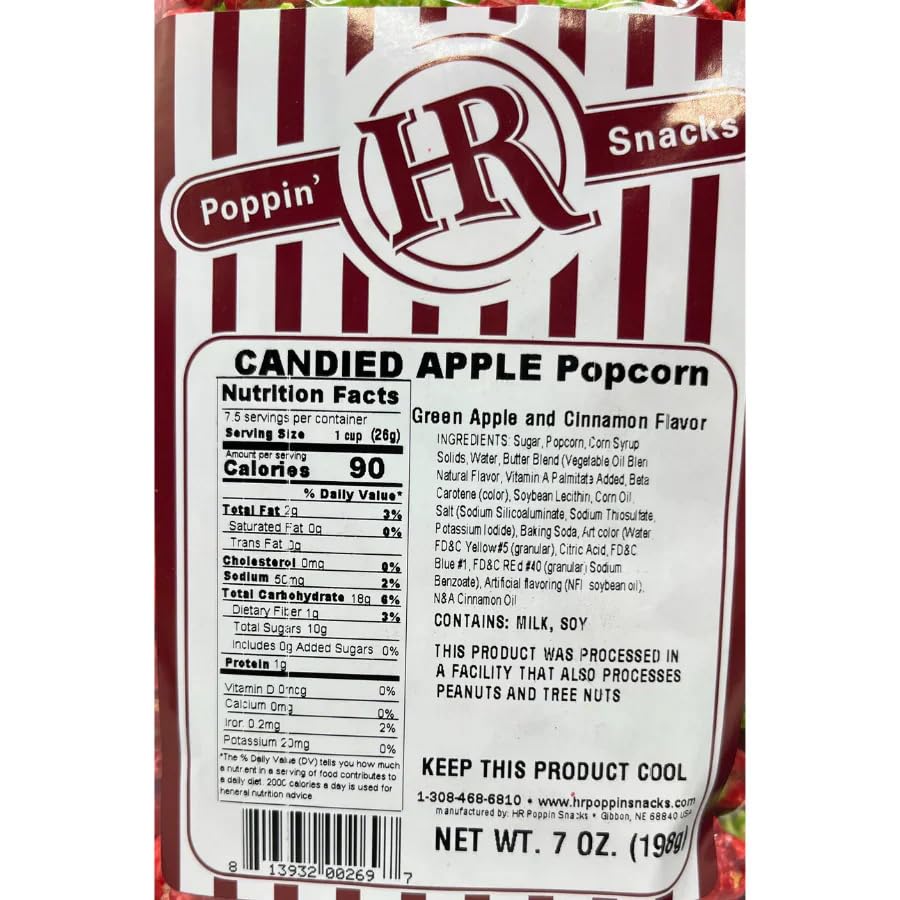 Poppin' HR Snacks
CANDIED APPLE Popcorn
Nutrition Facts
7.5 servings per container
Serving Size 1 cup (26g)
Amount per serving
Calories 90
% Daily Value*
Total Fat 2g 3%
Saturated Fat 0g 0%
Trans Fat 0g
Cholesterol 0mg 0%
Sodium 50mg 2%
Total Carbohydrate 18g 6%
Dietary Fiber 1g 3%
Total Sugars 10g
Includes 0g Added Sugars 0%
Protein 1g
Vitamin D 0mcg 0%
Calcium 0mg 0%
Iron 0.2mg 2%
Potassium 20mg 0%
*The % Daily Value (DV) tells you how much
a nutrient in a serving of food contributes to
a daily diet. 2000 calories a day is used for
heneral nutrition advice
8 13932 00269 7
Green Apple and Cinnamon Flavor
INGREDIENTS: Sugar, Popcorn, Corn Syrup
Solids, Water, Butter Blend (Vegetable Oil Blen
Natural Flavor, Vitamin A Palmitate Added, Beta
Carotene (color), Soybean Lecithin, Corn Oil,
Salt (Sodium Silicoaluminate, Sodium Thiosulfate,
Potassium Iodide), Baking Soda, Art color (Water
FD&C Yellow#5 (granular), Citric Acid, FD&C
Blue #1, FD&C REd #40 (granular) Sodium
Benzoate), Artificial flavoring (NFI soybean oil),
N&A Cinnamon Oil
CONTAINS: MILK, SOY
THIS PRODUCT WAS PROCESSED IN
A FACILITY THAT ALSO PROCESSES
PEANUTS AND TREE NUTS
KEEP THIS PRODUCT COOL
1-308-468-6810 • www.hrpoppinsnacks.com
manufactured by: HR Poppin Snacks • Gibbon, NE 68840 USA
NET WT. 7 OZ. (198g)